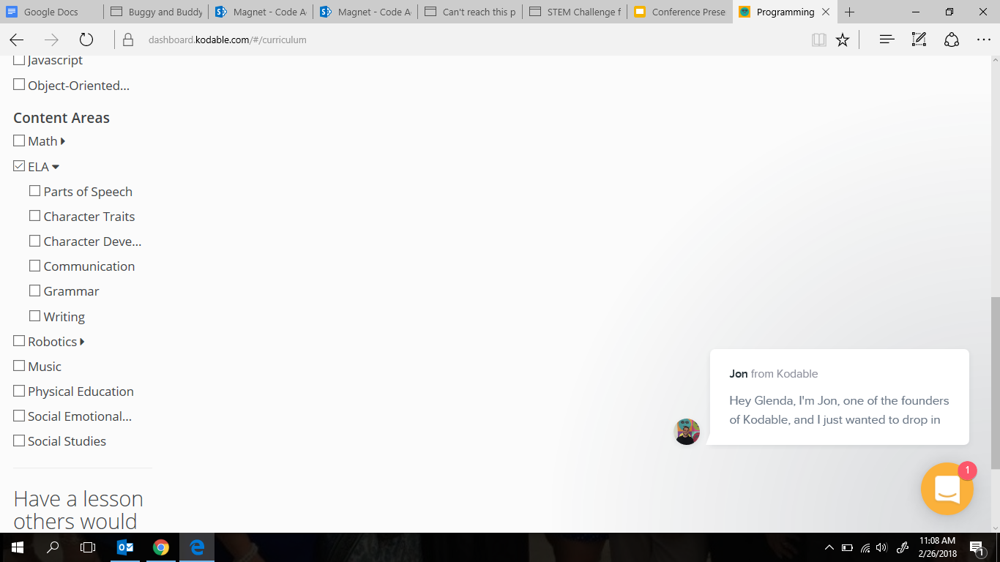 Google Docs
Buggy and Buddy
Magnet - Code A
Magnet - Code A
Can't reach this p
STEM Challenge f
Conference Prese
Programming
dashboard.kodable.com/#/curriculum
Javascript
Object-Oriented...
Content Areas
Math
ELA
Parts of Speech
Character Traits
Character Deve...
Communication
Grammar
Writing
Robotics
Music
Physical Education
Social Emotional...
Social Studies
Have a lesson
others would
Jon from Kodable
Hey Glenda, I'm Jon, one of the founders
of Kodable, and I just wanted to drop in
1
11:08 AM
2/26/2018
1